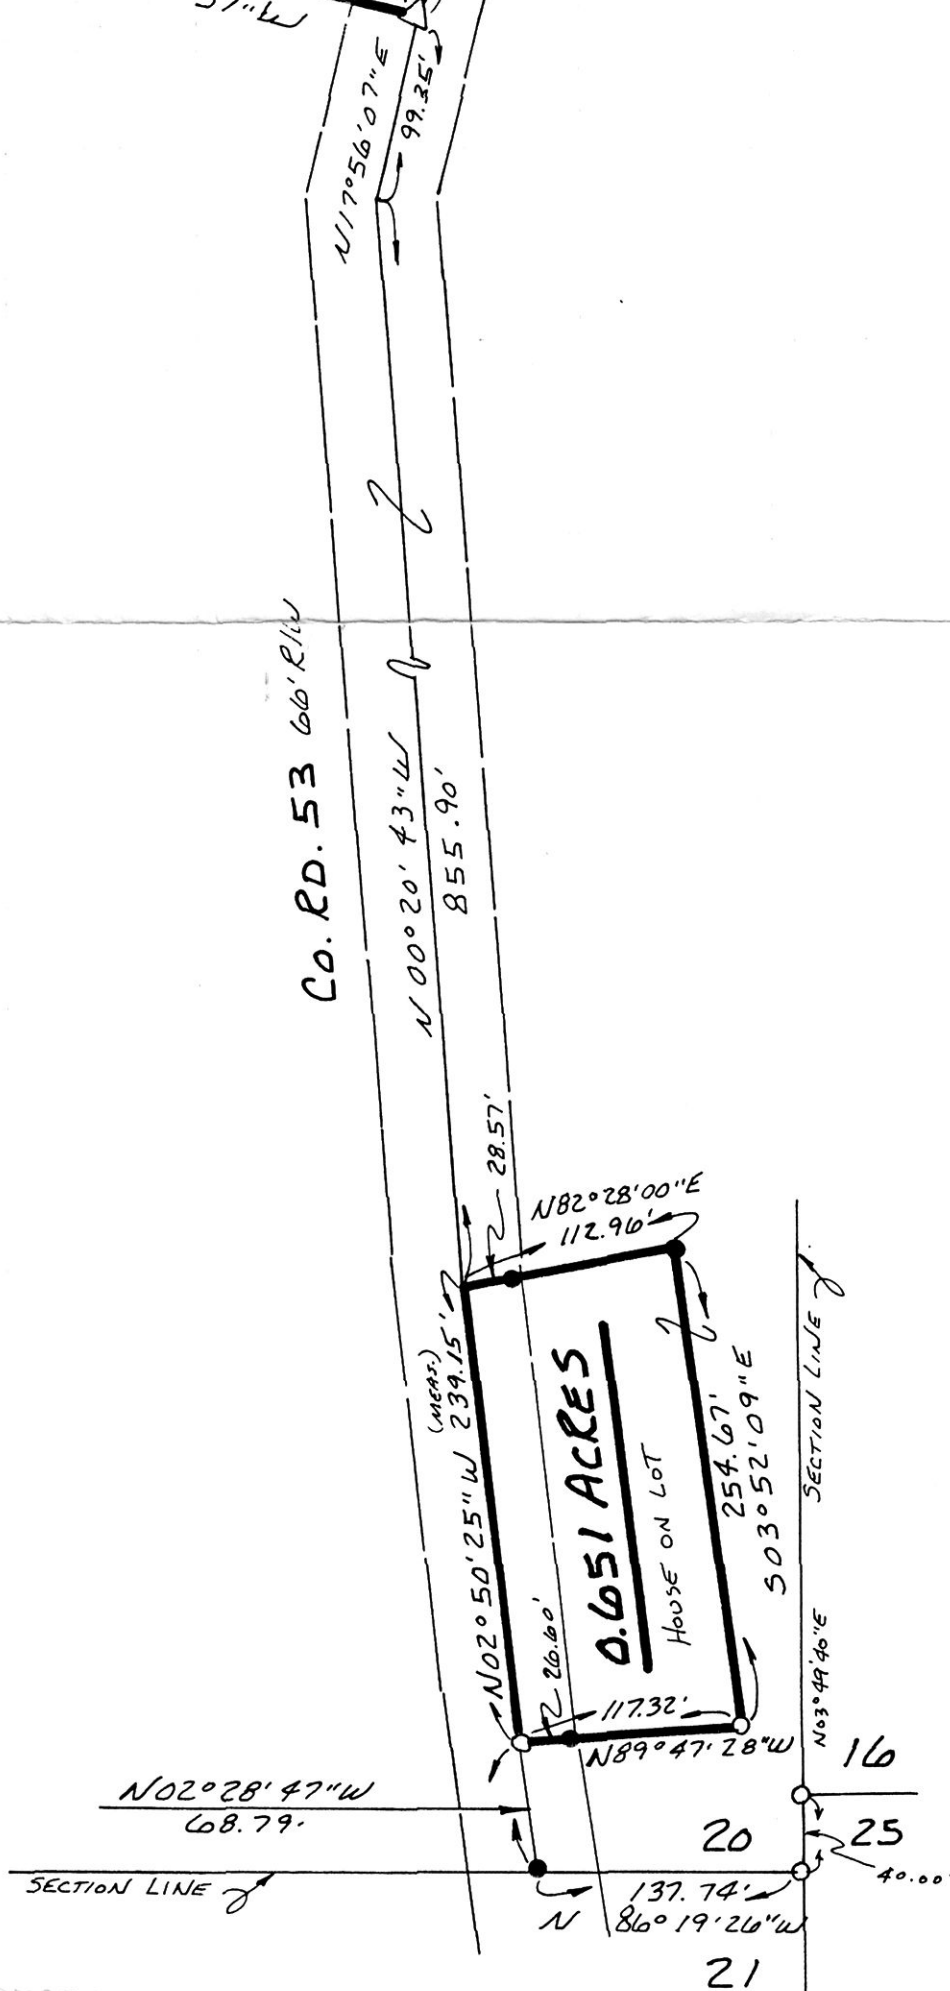 N17°56'07"E
99.35'
Co. RD. 53 66' R/W
N 00° 20' 43" W
855.90'
28.57'
N82°28'00"E
112.96'
(MEAS.)
N02° 50' 25" W 239.15'
0.651 ACRES
HOUSE ON LOT
254.67'
S03° 52' 09" E
SECTION LINE
26.60'
117.32'
N89° 47' 28" W
N03° 49' 40" E
16
N02° 28' 47" W
68.79'
20
25
40.00'
SECTION LINE
137.74'
N 86° 19' 26" W
21